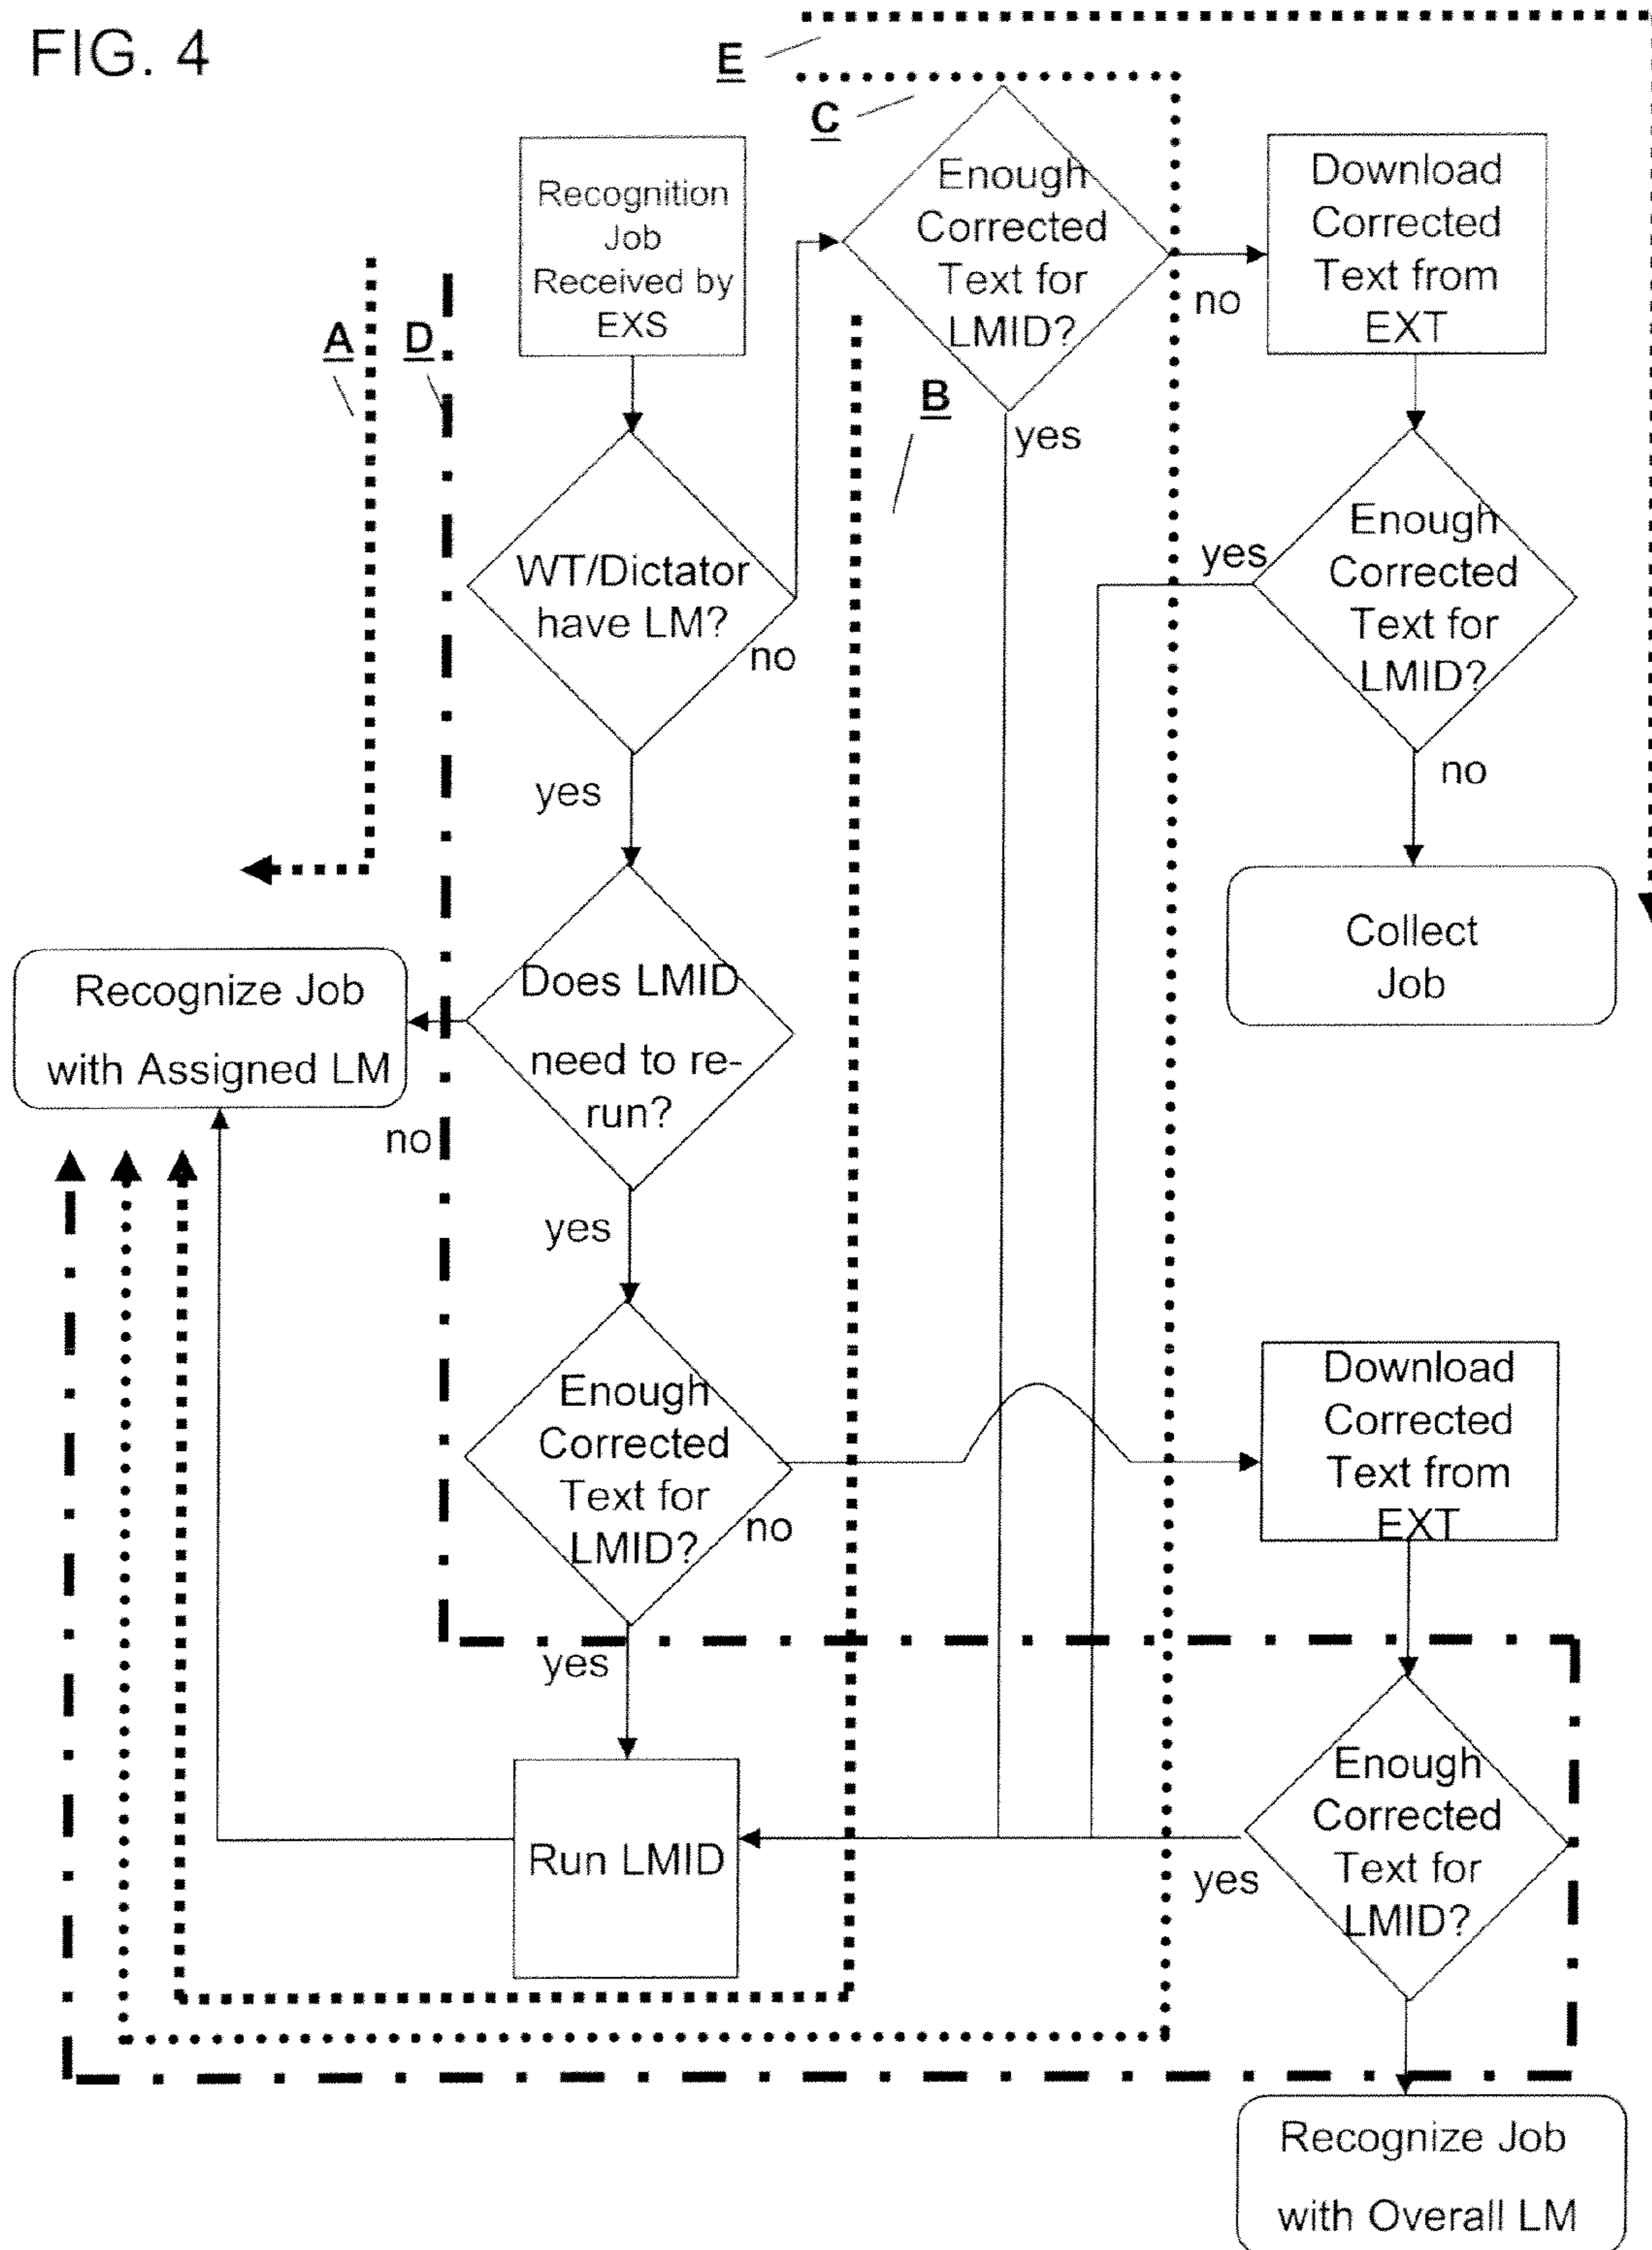 FIG. 4
E
C
Recognition
Job
Received by
EXS
Enough
Corrected
Text for
LMID?
no
yes
Download
Corrected
Text from
EXT
A
D
B
WT/Dictator
have LM?
no
yes
Enough
Corrected
Text for
LMID?
yes
no
Collect
Job
Recognize Job
with Assigned LM
Does LMID
need to re-
run?
no
yes
Enough
Corrected
Text for
LMID?
no
yes
Download
Corrected
Text from
EXT
Run LMID
Enough
Corrected
Text for
LMID?
yes
Recognize Job
with Overall LM